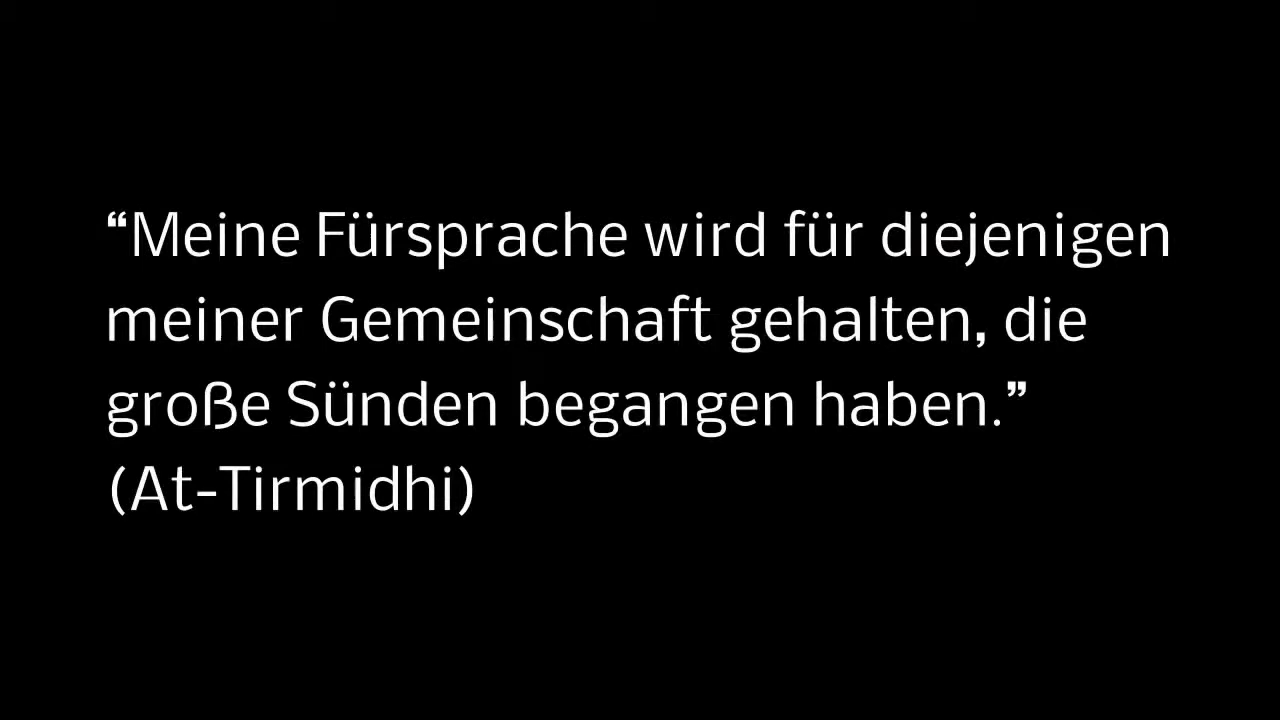 “Meine Fürsprache wird für diejenigen
meiner Gemeinschaft gehalten, die
große Sünden begangen haben.”
(At-Tirmidhi)